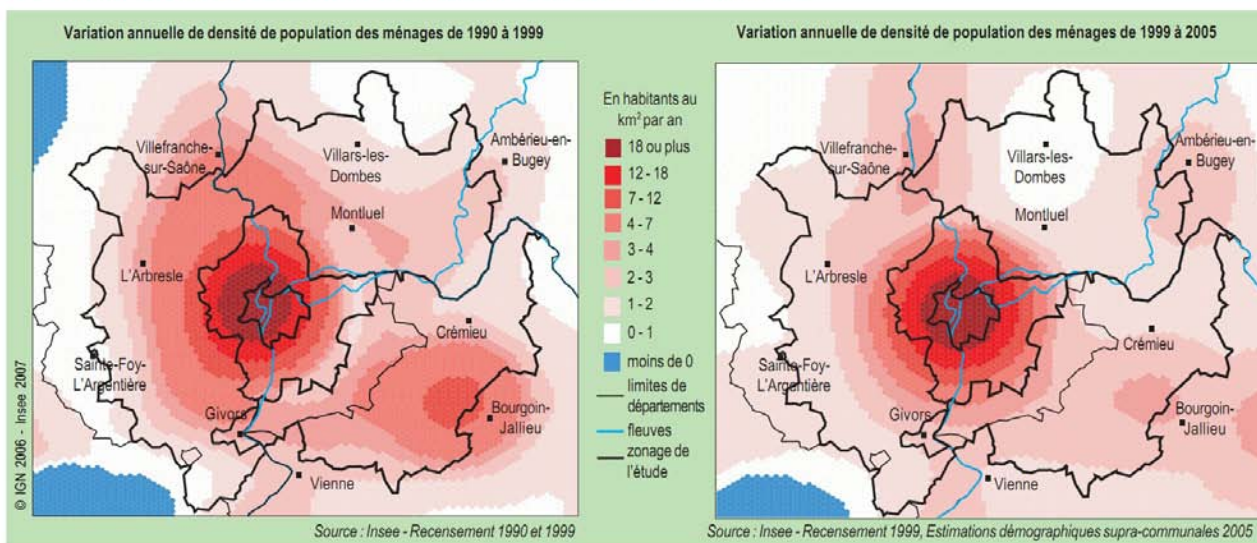 Variation annuelle de densité de population des ménages de 1990 à 1999
Villefranche-
sur-Saône
Villars-les-
Dombes
Ambérieu-en-
Bugey
Montluel
L'Arbresle
Crémieu
Sainte-Foy-
L'Argentière
Givors
Bourgoin-
Jallieu
Vienne
© IGN 2006 - Insee 2007
Source : Insee - Recensement 1990 et 1999
En habitants au
km² par an
18 ou plus
12 - 18
7 - 12
4 - 7
3 - 4
2 - 3
1 - 2
0 - 1
moins de 0
limites de
départements
fleuves
zonage de
l'étude
Variation annuelle de densité de population des ménages de 1999 à 2005
Villefranche-
sur-Saône
Villars-les-
Dombes
Ambérieu-en-
Bugey
Montluel
L'Arbresle
Crémieu
Sainte-Foy-
L'Argentière
Givors
Bourgoin-
Jallieu
Vienne
Source : Insee - Recensement 1999, Estimations démographiques supra-communales 2005